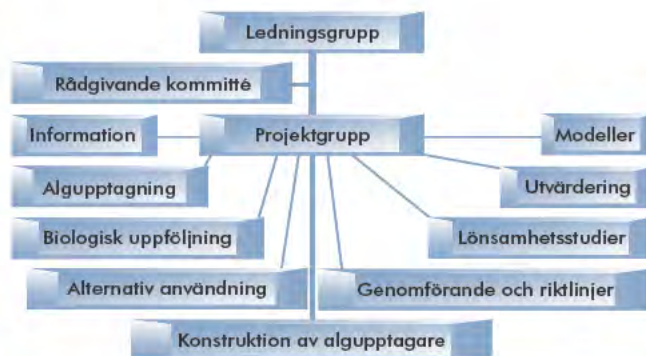 Ledningsgrupp
Rådgivande kommitté
Information
Projektgrupp
Modeller
Algupptagning
Utvärdering
Biologisk uppföljning
Lönsamhetsstudier
Alternativ användning
Genomförande och riktlinjer
Konstruktion av algupptagare